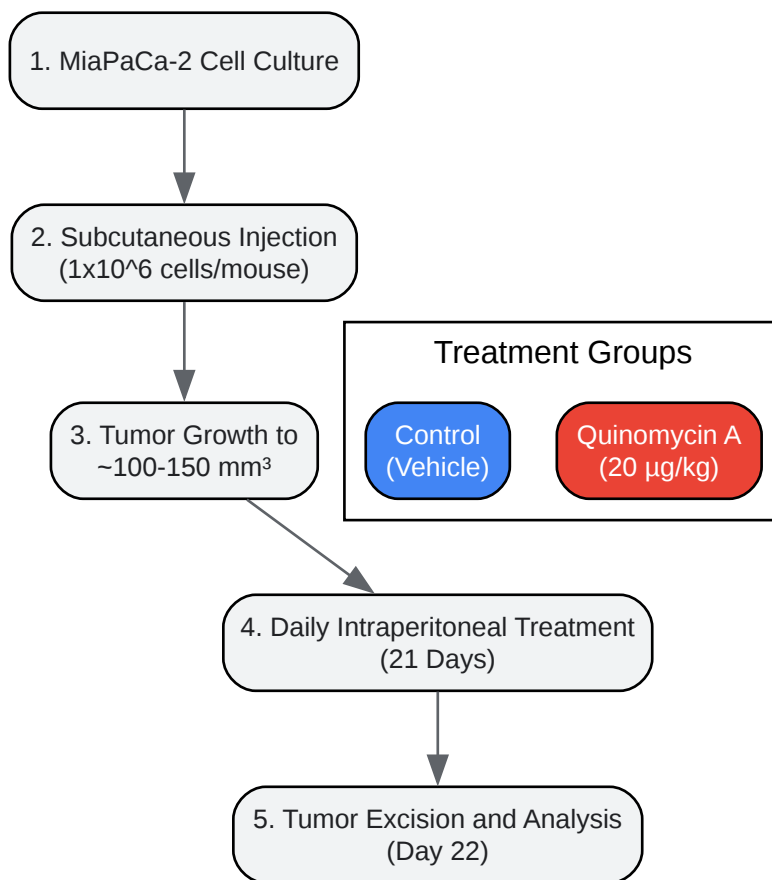 1. MiaPaCa-2 Cell Culture
2. Subcutaneous Injection
(1x10^6 cells/mouse)
Treatment Groups
Control
(Vehicle)
Quinomycin A
(20 µg/kg)
3. Tumor Growth to
~100-150 mm³
4. Daily Intraperitoneal Treatment
(21 Days)
5. Tumor Excision and Analysis
(Day 22)